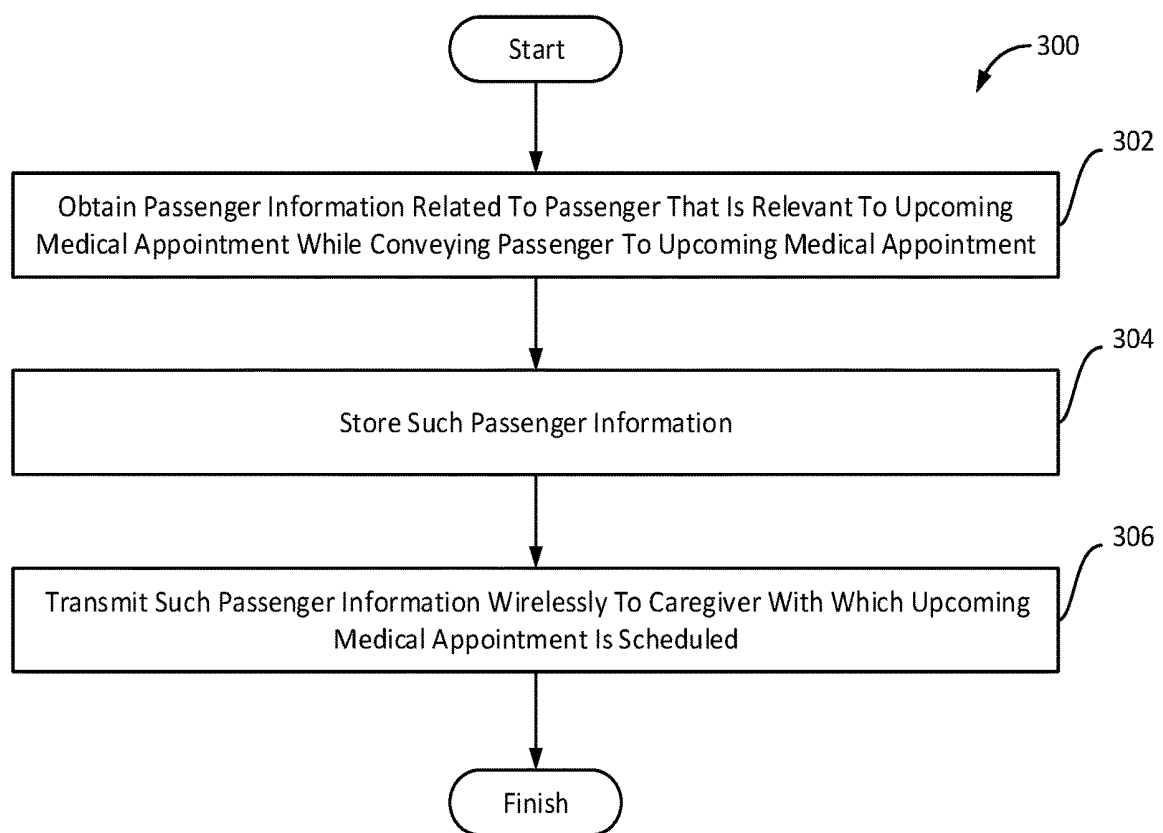 Start
300
302
Obtain Passenger Information Related To Passenger That Is Relevant To Upcoming
Medical Appointment While Conveying Passenger To Upcoming Medical Appointment
304
Store Such Passenger Information
306
Transmit Such Passenger Information Wirelessly To Caregiver With Which Upcoming
Medical Appointment Is Scheduled
Finish